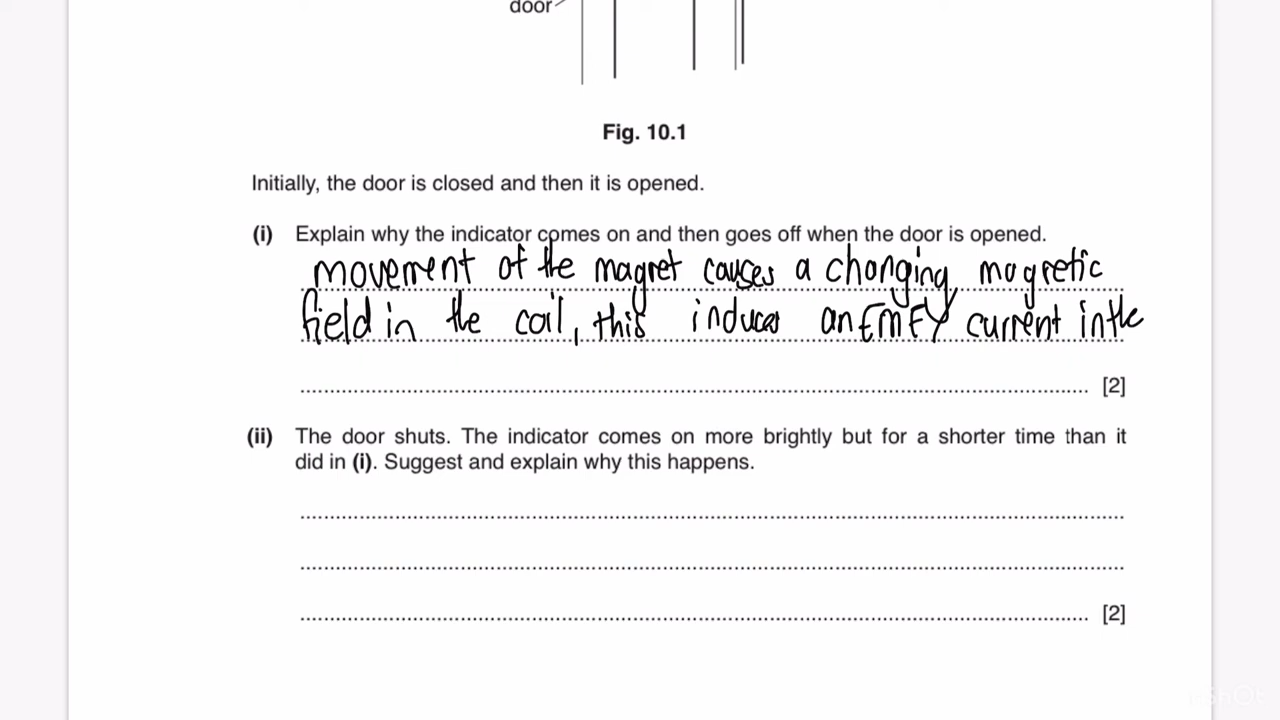 door
Fig. 10.1
Initially, the door is closed and then it is opened.
(i) Explain why the indicator comes on and then goes off when the door is opened.
movement of the magnet causes a changing magnetic
field in the coil, this induces an EMF, current in the
[2]
(ii) The door shuts. The indicator comes on more brightly but for a shorter time than it
did in (i). Suggest and explain why this happens.
[2]